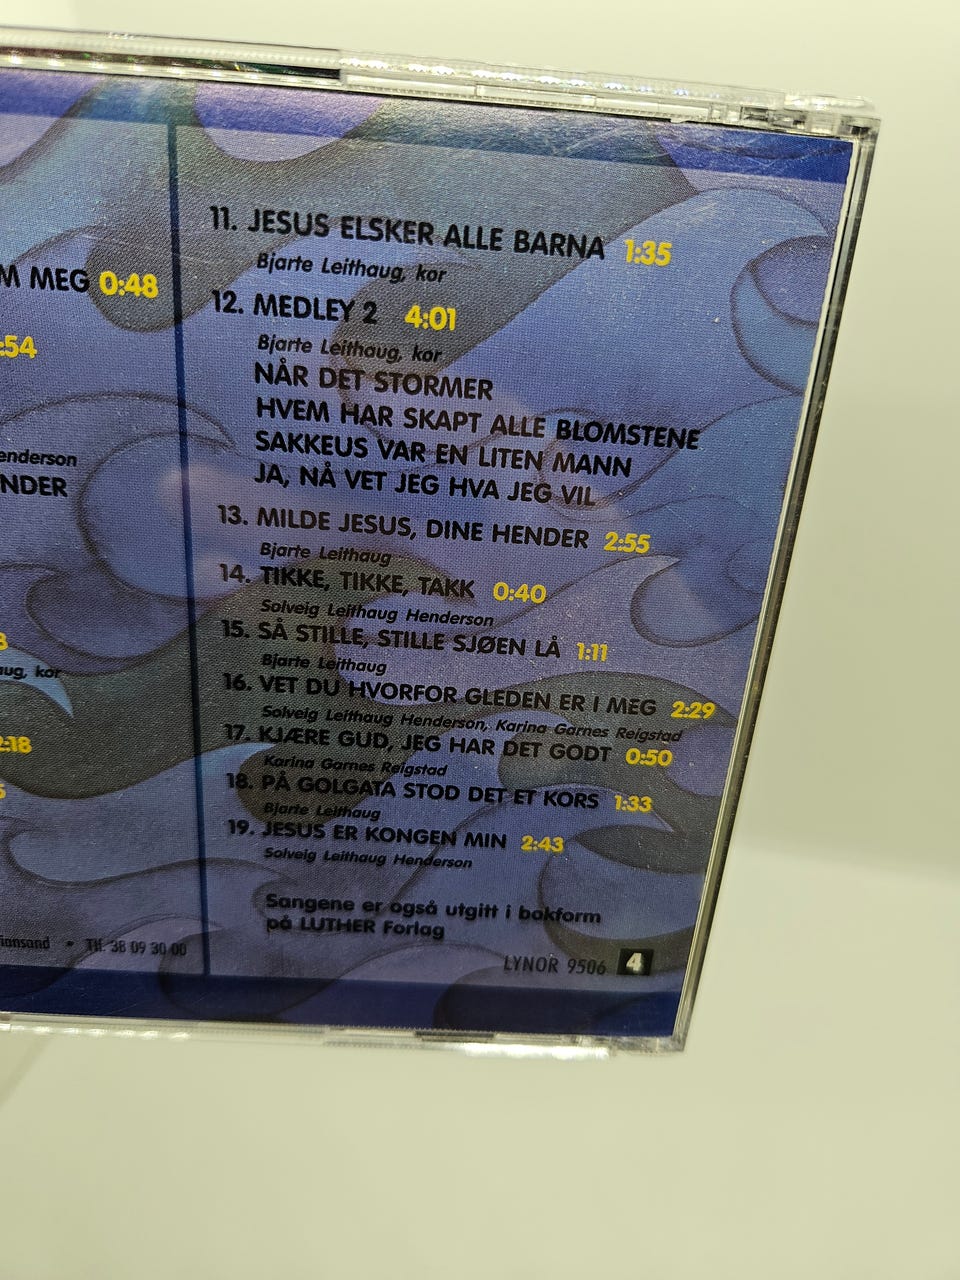 M MEG 0:48
:54
enderson
NDER
aug, kor
2:18
iansand • Tlf. 38 09 30 00
11. JESUS ELSKER ALLE BARNA 1:35
Bjarte Leithaug, kor
12. MEDLEY 2 4:01
Bjarte Leithaug, kor
NÅR DET STORMER
HVEM HAR SKAPT ALLE BLOMSTENE
SAKKEUS VAR EN LITEN MANN
JA, NÅ VET JEG HVA JEG VIL
13. MILDE JESUS, DINE HENDER 2:55
Bjarte Leithaug
14. TIKKE, TIKKE, TAKK 0:40
Solveig Leithaug Henderson
15. SÅ STILLE, STILLE SJØEN LÅ 1:11
Bjarte Leithaug
16. VET DU HVORFOR GLEDEN ER I MEG 2:29
Solveig Leithaug Henderson, Karina Garnes Reigstad
17. KJÆRE GUD, JEG HAR DET GODT 0:50
Karina Garnes Reigstad
18. PÅ GOLGATA STOD DET ET KORS 1:33
Bjarte Leithaug
19. JESUS ER KONGEN MIN 2:43
Solveig Leithaug Henderson
Sangene er også utgitt i bokform
på LUTHER Forlag
LYNOR 9506 4